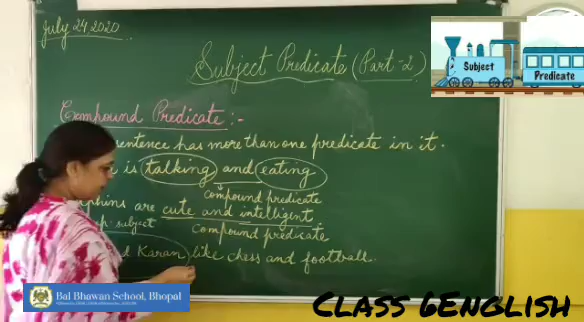 July 24, 2020
Subject Predicate (Part-2)
Subject
Predicate
Compound Predicate :-
sentence has more than one predicate in it.
is talking and eating
compound predicate
are cute and intelligent
subject
compound predicate
Karan like chess and football.
Bal Bhawan School, Bhopal
CLASS 6ENGLISH